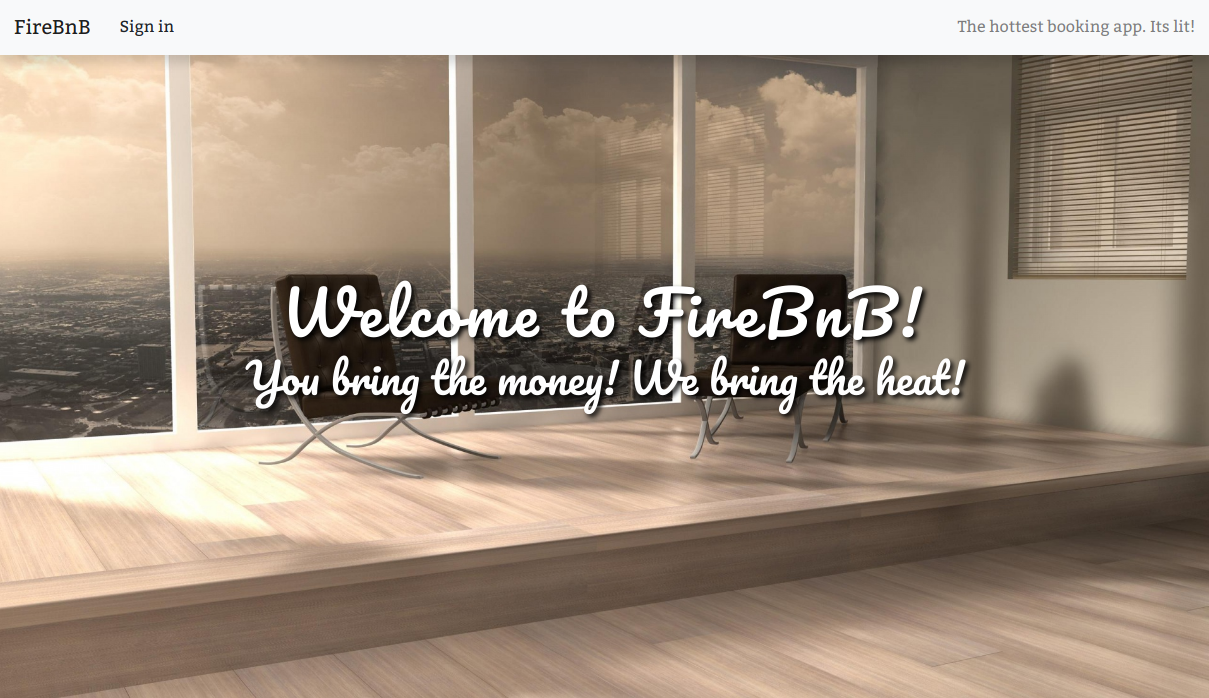 FireBnB Sign in The hottest booking app. Its lit!
Welcome to FireBnB!
You bring the money! We bring the heat!